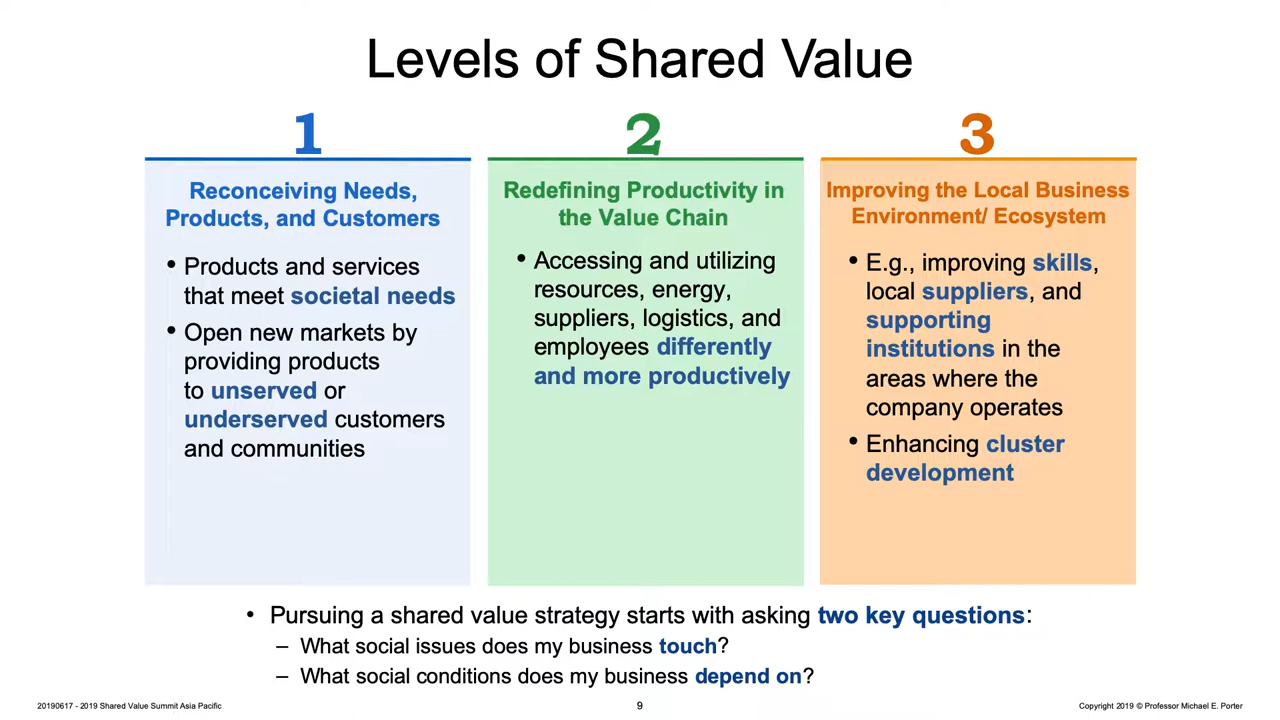 Levels of Shared Value
1
Reconceiving Needs,
Products, and Customers
• Products and services
that meet societal needs
• Open new markets by
providing products
to unserved or
underserved customers
and communities
2
Redefining Productivity in
the Value Chain
• Accessing and utilizing
resources, energy,
suppliers, logistics, and
employees differently
and more productively
3
Improving the Local Business
Environment/ Ecosystem
• E.g., improving skills,
local suppliers, and
supporting
institutions in the
areas where the
company operates
• Enhancing cluster
development
• Pursuing a shared value strategy starts with asking two key questions:
– What social issues does my business touch?
– What social conditions does my business depend on?
20190617 - 2019 Shared Value Summit Asia Pacific
9
Copyright 2019 © Professor Michael E. Porter